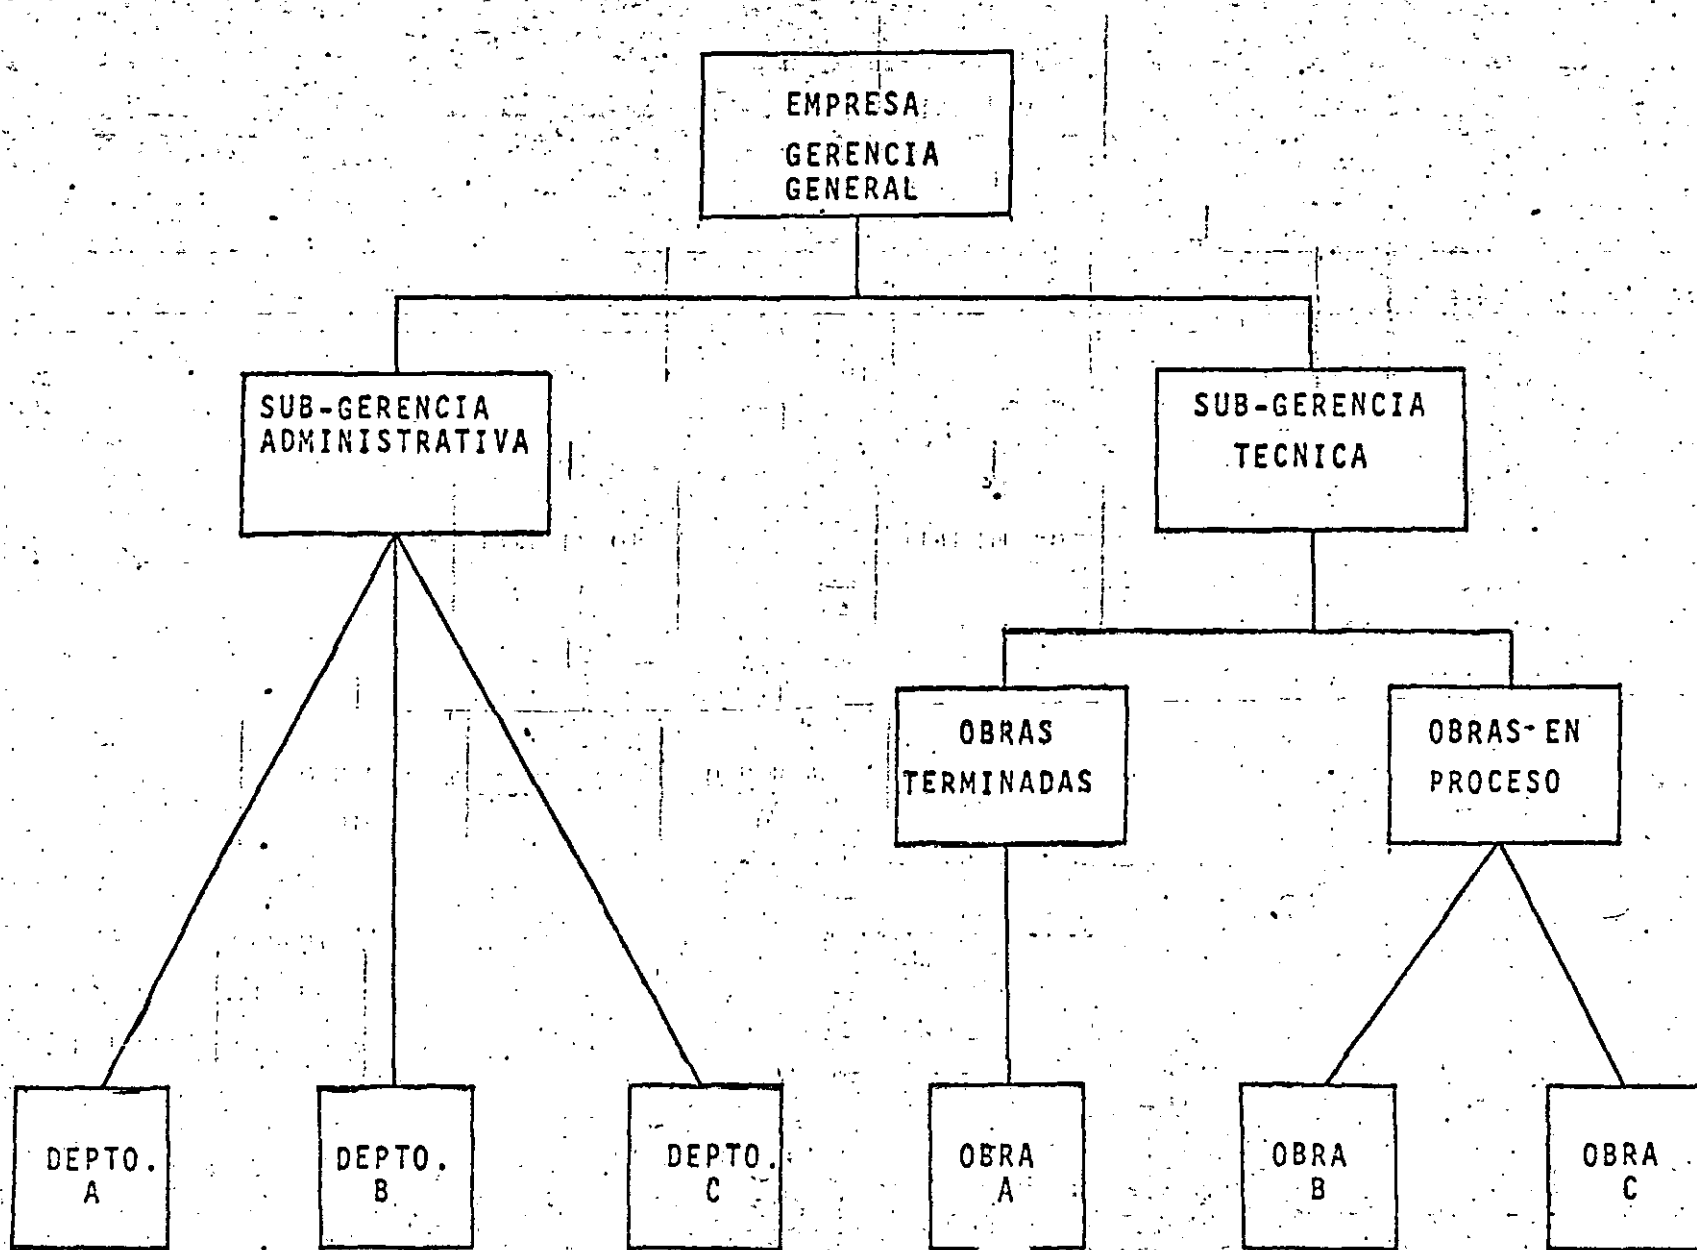 EMPRESA
GERENCIA
GENERAL
SUB-GERENCIA
ADMINISTRATIVA
SUB-GERENCIA
TECNICA
OBRAS
TERMINADAS
OBRAS-EN
PROCESO
DEPTO.
A
DEPTO.
B
DEPTO.
C
OBRA
A
OBRA
B
OBRA
C